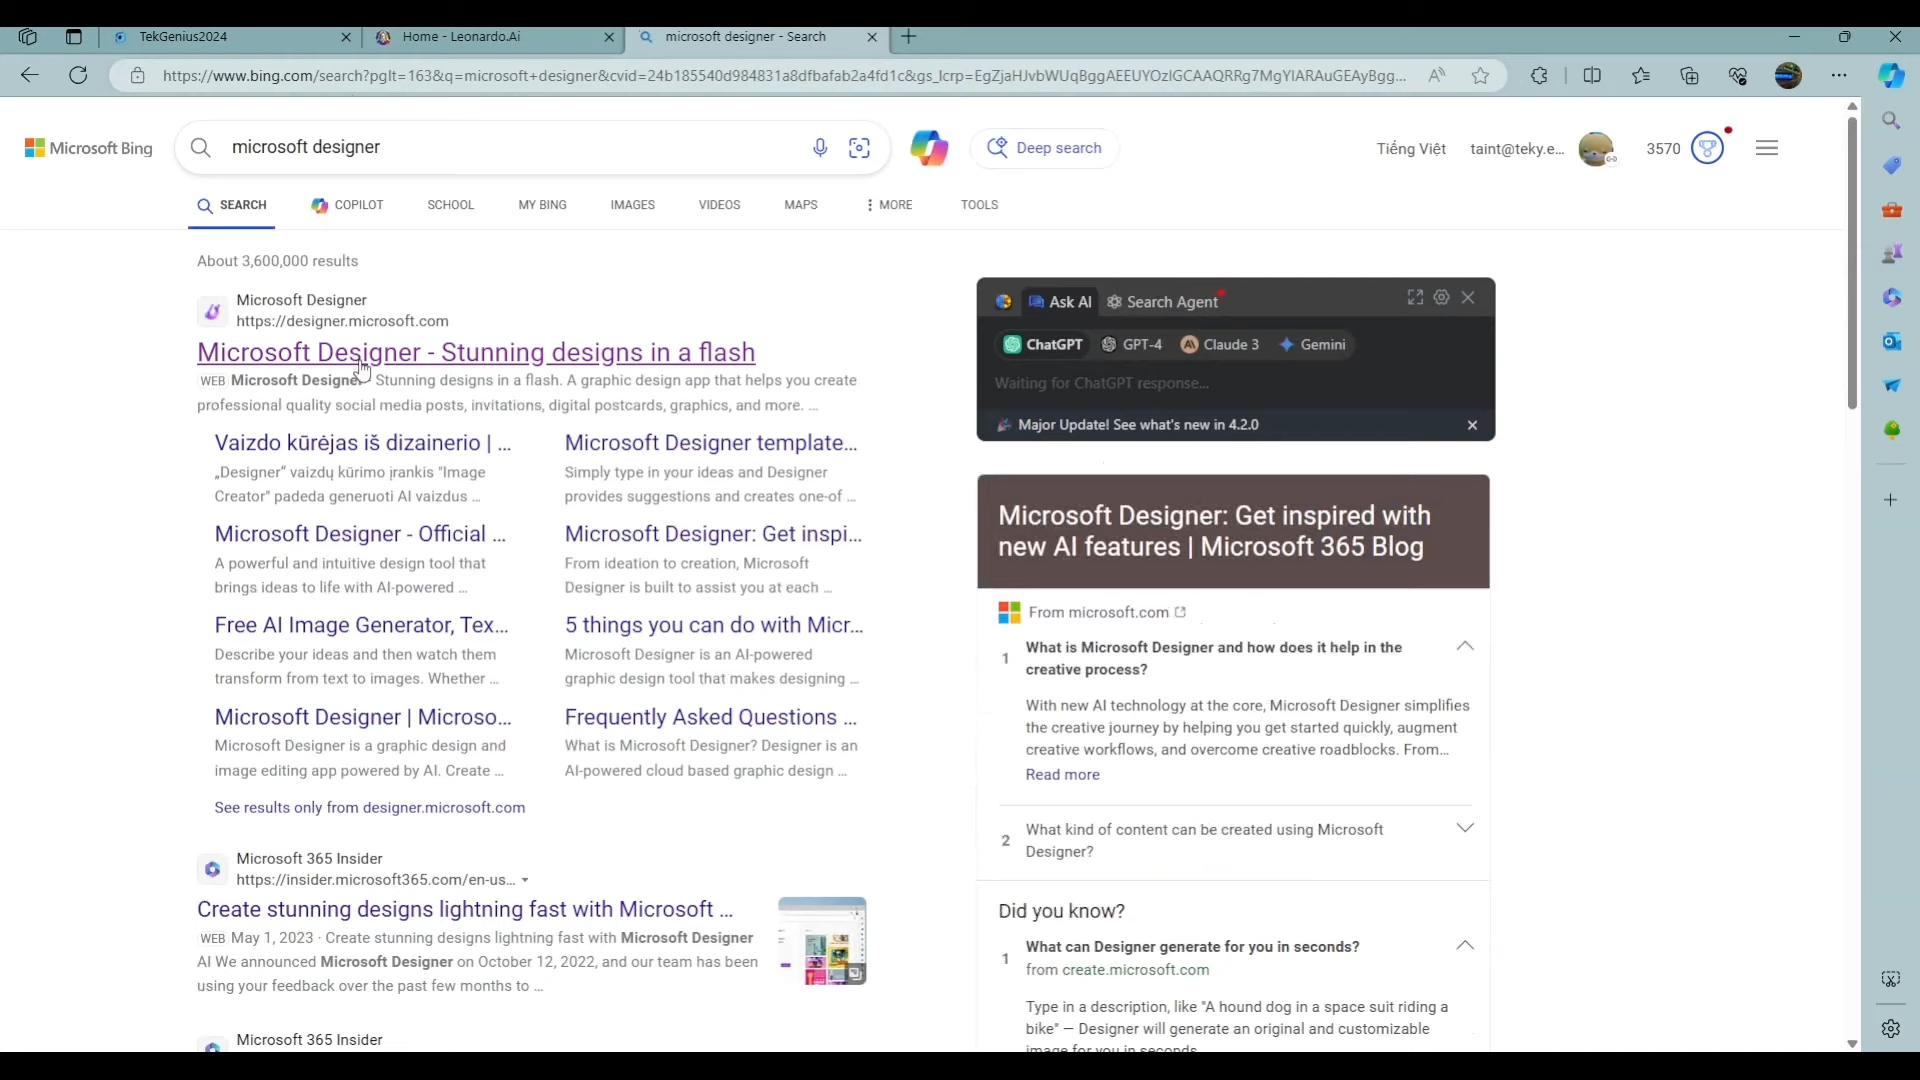 TekGenius2024
Home - Leonardo.Ai
microsoft designer - Search
https://www.bing.com/search?pglt=163&q=microsoft+designer&cvid=24b185540d984831a8dfbafab2a4fd1c&gs_lcrp=EgZjaHJvbWUqBggAEEUYOzIGCAAQRRg7MgYIARAuGEAyBgg...
Microsoft Bing
microsoft designer
Deep search
Tiếng Việt
taint@teky.e...
3570
SEARCH
COPILOT
SCHOOL
MY BING
IMAGES
VIDEOS
MAPS
MORE
TOOLS
About 3,600,000 results
Microsoft Designer
https://designer.microsoft.com
Microsoft Designer - Stunning designs in a flash
WEB Microsoft Designer Stunning designs in a flash. A graphic design app that helps you create
professional quality social media posts, invitations, digital postcards, graphics, and more. ...
Vaizdo kūrėjas iš dizainerio | ...
„Designer“ vaizdų kūrimo įrankis "Image
Creator" padeda generuoti AI vaizdus ...
Microsoft Designer template...
Simply type in your ideas and Designer
provides suggestions and creates one-of ...
Microsoft Designer - Official ...
A powerful and intuitive design tool that
brings ideas to life with AI-powered ...
Microsoft Designer: Get inspi...
From ideation to creation, Microsoft
Designer is built to assist you at each ...
Free AI Image Generator, Tex...
Describe your ideas and then watch them
transform from text to images. Whether ...
5 things you can do with Micr...
Microsoft Designer is an AI-powered
graphic design tool that makes designing ...
Microsoft Designer | Microso...
Microsoft Designer is a graphic design and
image editing app powered by AI. Create ...
Frequently Asked Questions ...
What is Microsoft Designer? Designer is an
AI-powered cloud based graphic design ...
See results only from designer.microsoft.com
Microsoft 365 Insider
https://insider.microsoft365.com/en-us...
Create stunning designs lightning fast with Microsoft ...
WEB May 1, 2023 · Create stunning designs lightning fast with Microsoft Designer
AI We announced Microsoft Designer on October 12, 2022, and our team has been
using your feedback over the past few months to ...
Microsoft 365 Insider
Ask AI
Search Agent
ChatGPT
GPT-4
Claude 3
Gemini
Waiting for ChatGPT response...
Major Update! See what's new in 4.2.0
Microsoft Designer: Get inspired with
new AI features | Microsoft 365 Blog
From microsoft.com
1
What is Microsoft Designer and how does it help in the
creative process?
With new AI technology at the core, Microsoft Designer simplifies
the creative journey by helping you get started quickly, augment
creative workflows, and overcome creative roadblocks. From...
Read more
2
What kind of content can be created using Microsoft
Designer?
Did you know?
1
What can Designer generate for you in seconds?
from create.microsoft.com
Type in a description, like "A hound dog in a space suit riding a
bike" — Designer will generate an original and customizable
image for you in seconds